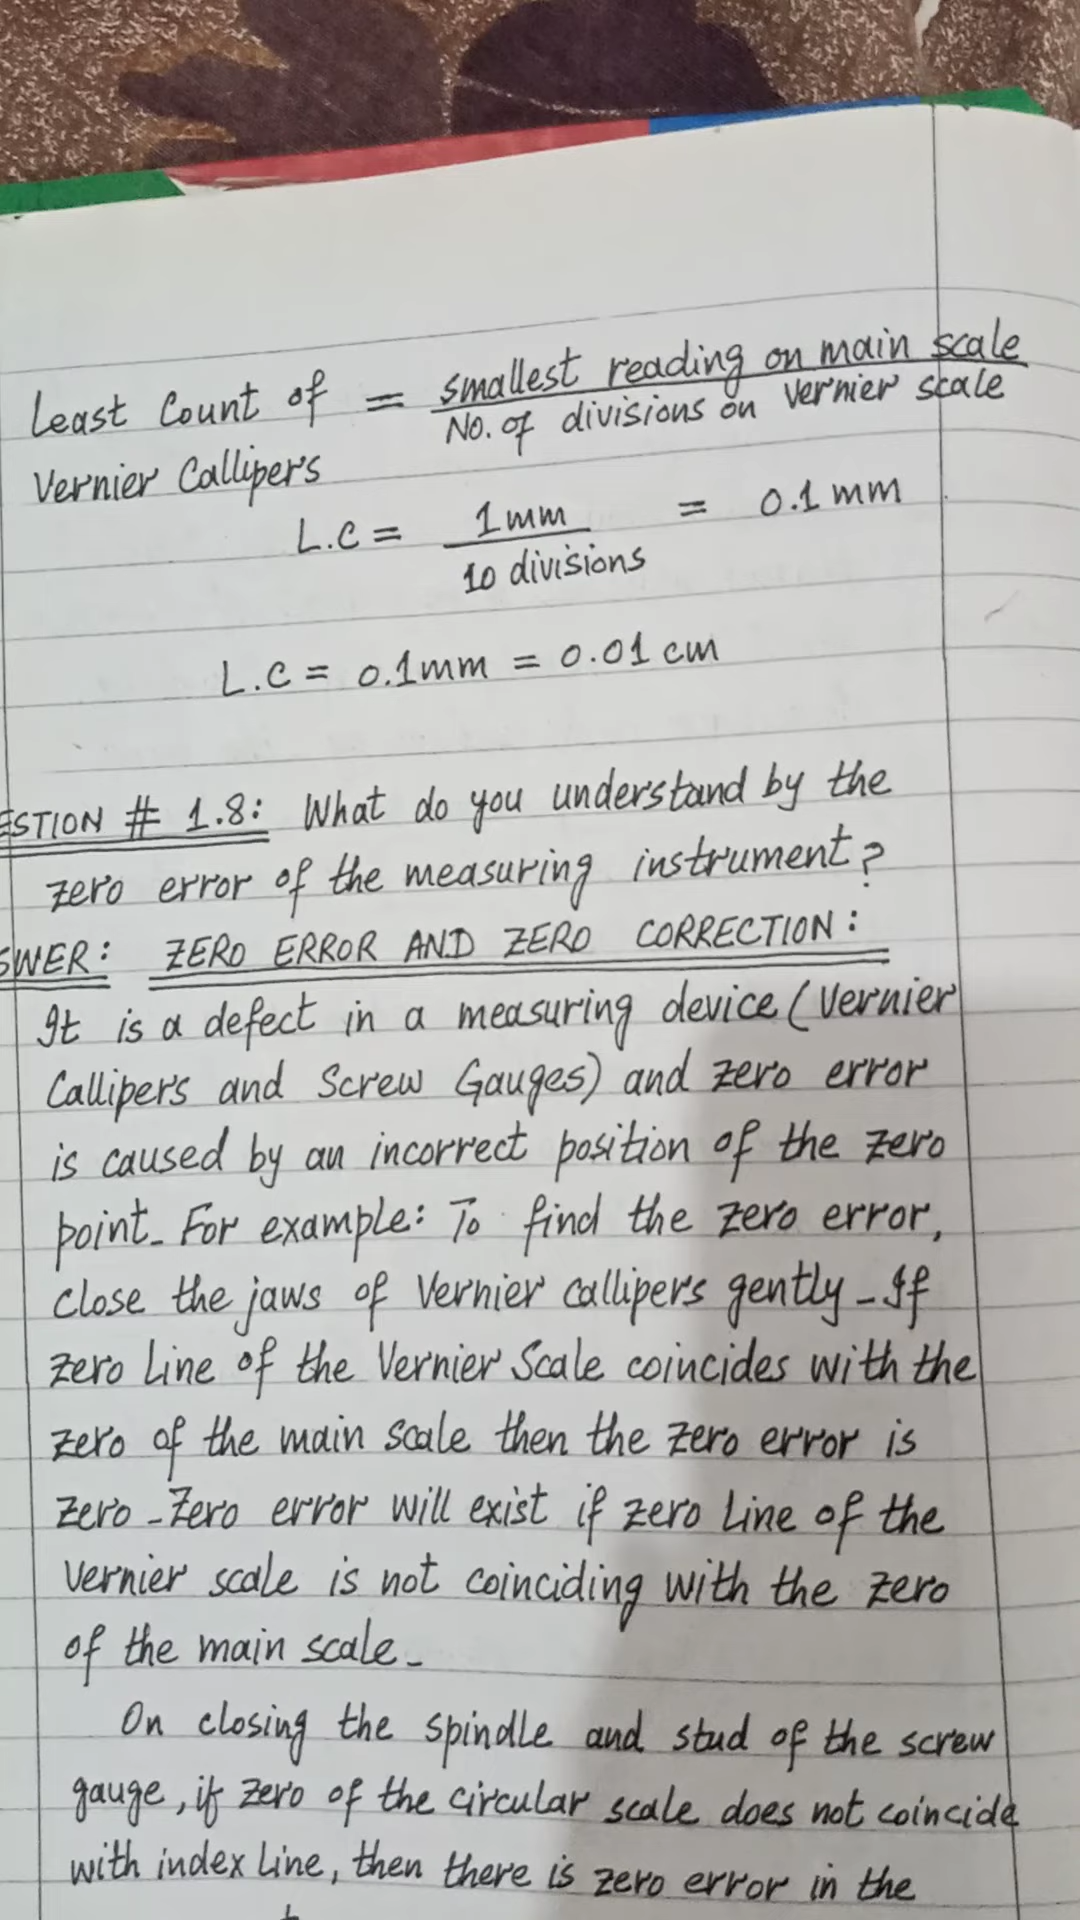 Least Count of = smallest reading on main scale
No. of divisions on vernier scale
Vernier Callipers
L.C = 1mm = 0.1 mm
10 divisions
L.C = 0.1mm = 0.01 cm
ESTION # 1.8: What do you understand by the
zero error of the measuring instrument?
SWER: ZERO ERROR AND ZERO CORRECTION:
It is a defect in a measuring device (Vernier
Callipers and Screw Gauges) and zero error
is caused by an incorrect position of the zero
point_ For example: To find the zero error,
close the jaws of Vernier callipers gently_ If
zero Line of the Vernier Scale coincides with the
zero of the main scale then the zero error is
zero_ Zero error will exist if zero Line of the
Vernier scale is not coinciding with the zero
of the main scale_
On closing the spindle and stud of the screw
gauge, if zero of the circular scale does not coincide
with index Line, then there is zero error in the